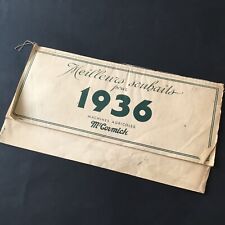 Meilleurs souhaits
pour
1936
MACHINES AGRICOLES
McCormick